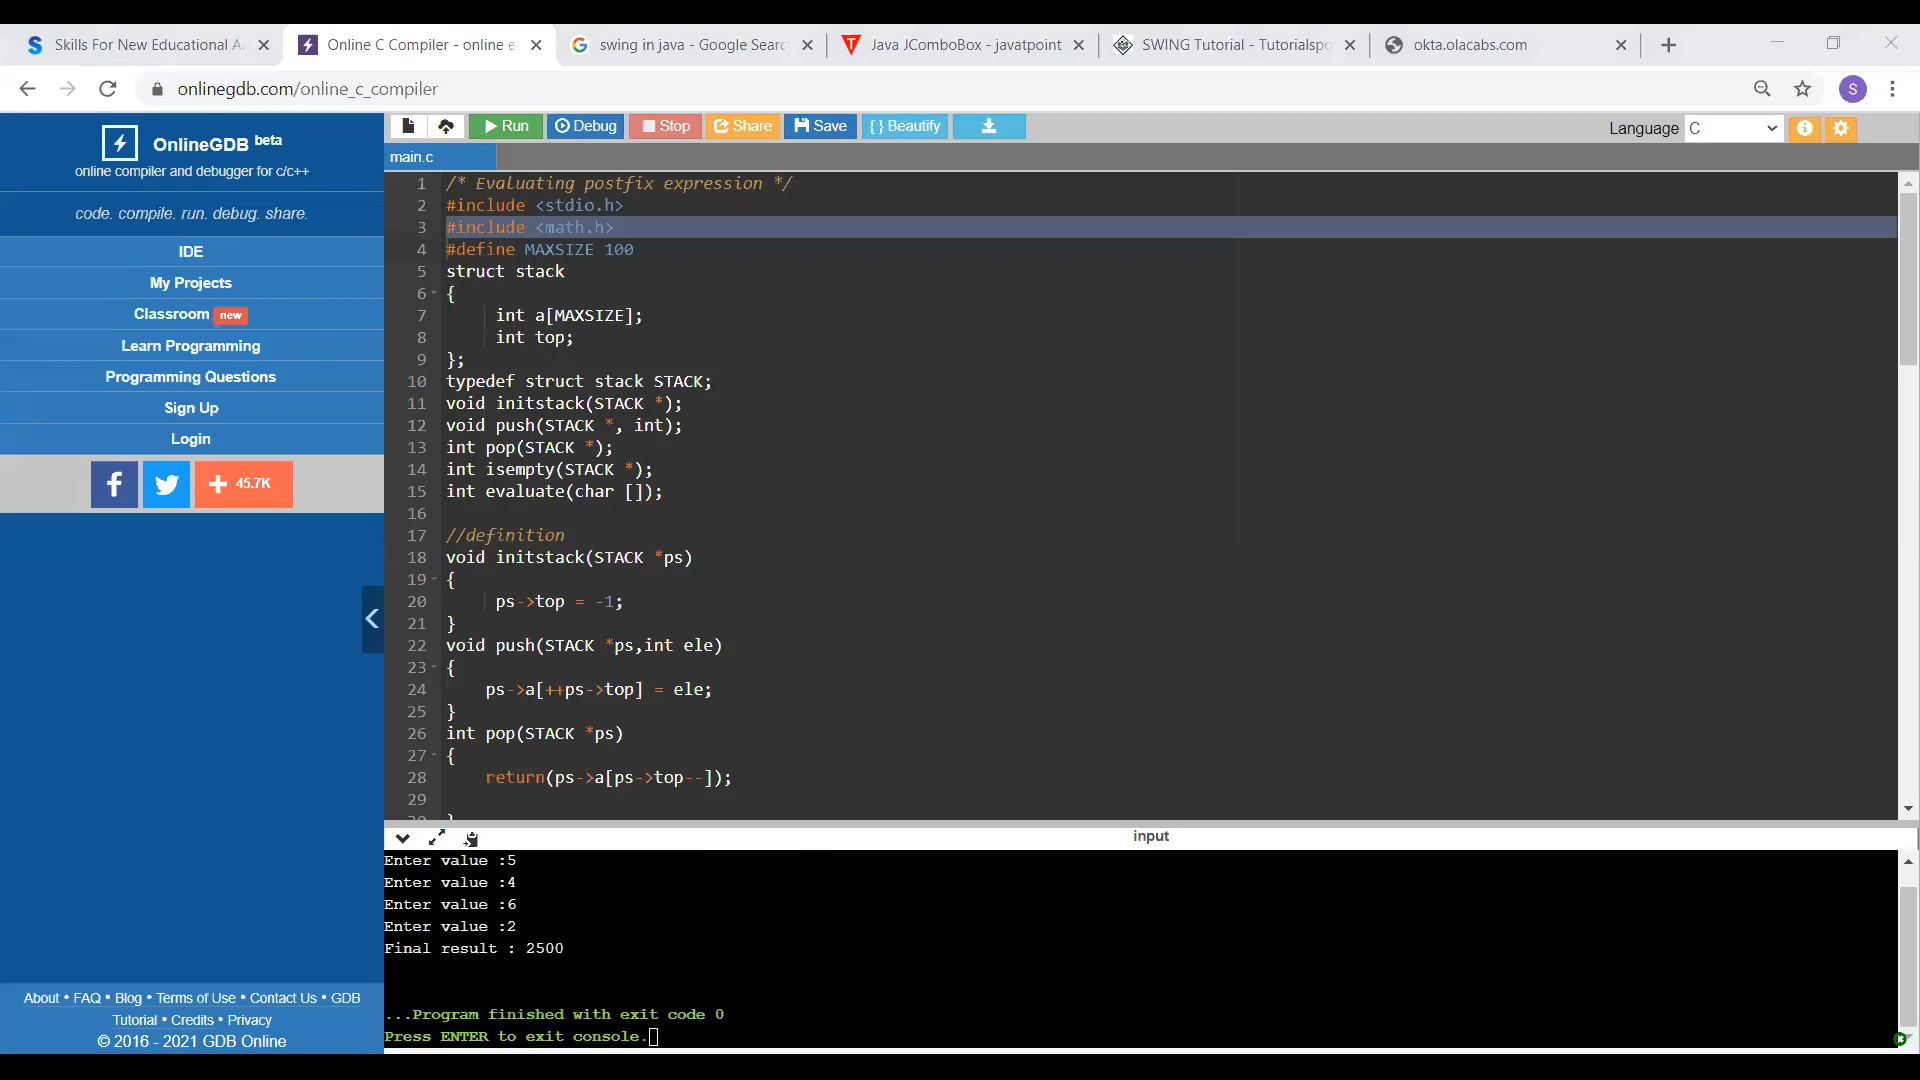 Skills For New Educational A
Online C Compiler - online e
swing in java - Google Searc
Java JComboBox - javatpoint
SWING Tutorial - Tutorialspo
okta.olacabs.com
onlinegdb.com/online_c_compiler
S
OnlineGDB beta
online compiler and debugger for c/c++
code. compile. run. debug. share.
IDE
My Projects
Classroom new
Learn Programming
Programming Questions
Sign Up
Login
45.7K
About • FAQ • Blog • Terms of Use • Contact Us • GDB
Tutorial • Credits • Privacy
© 2016 - 2021 GDB Online
Run Debug Stop Share Save { } Beautify
Language C
main.c
1 /* Evaluating postfix expression */
2 #include <stdio.h>
3 #include <math.h>
4 #define MAXSIZE 100
5 struct stack
6 {
7 int a[MAXSIZE];
8 int top;
9 };
10 typedef struct stack STACK;
11 void initstack(STACK *);
12 void push(STACK *, int);
13 int pop(STACK *);
14 int isempty(STACK *);
15 int evaluate(char []);
16
17 //definition
18 void initstack(STACK *ps)
19 {
20 ps->top = -1;
21 }
22 void push(STACK *ps,int ele)
23 {
24 ps->a[++ps->top] = ele;
25 }
26 int pop(STACK *ps)
27 {
28 return(ps->a[ps->top--]);
29
30 }
input
Enter value :5
Enter value :4
Enter value :6
Enter value :2
Final result : 2500
...Program finished with exit code 0
Press ENTER to exit console.